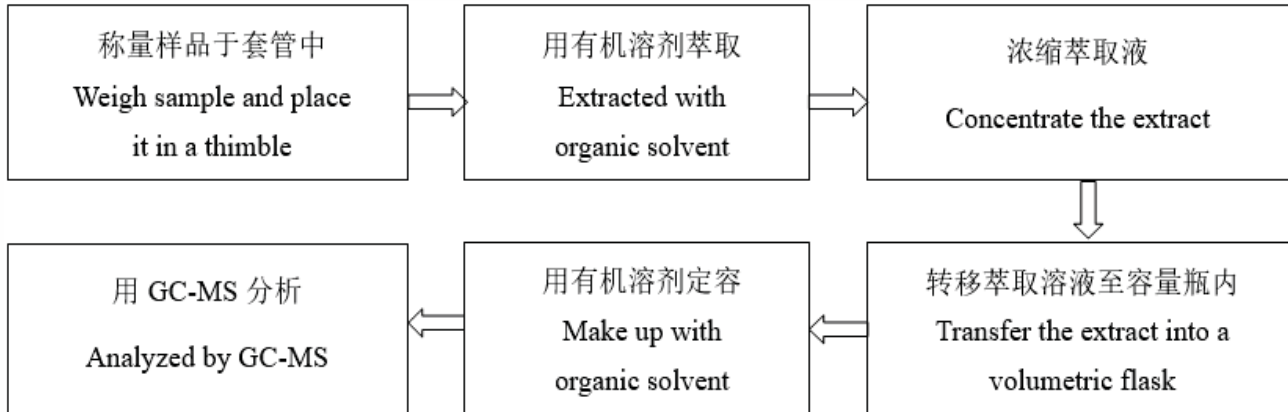 称量样品于套管中
Weigh sample and place
it in a thimble
用有机溶剂萃取
Extracted with
organic solvent
浓缩萃取液
Concentrate the extract
转移萃取溶液至容量瓶内
Transfer the extract into a
volumetric flask
用有机溶剂定容
Make up with
organic solvent
用 GC-MS 分析
Analyzed by GC-MS